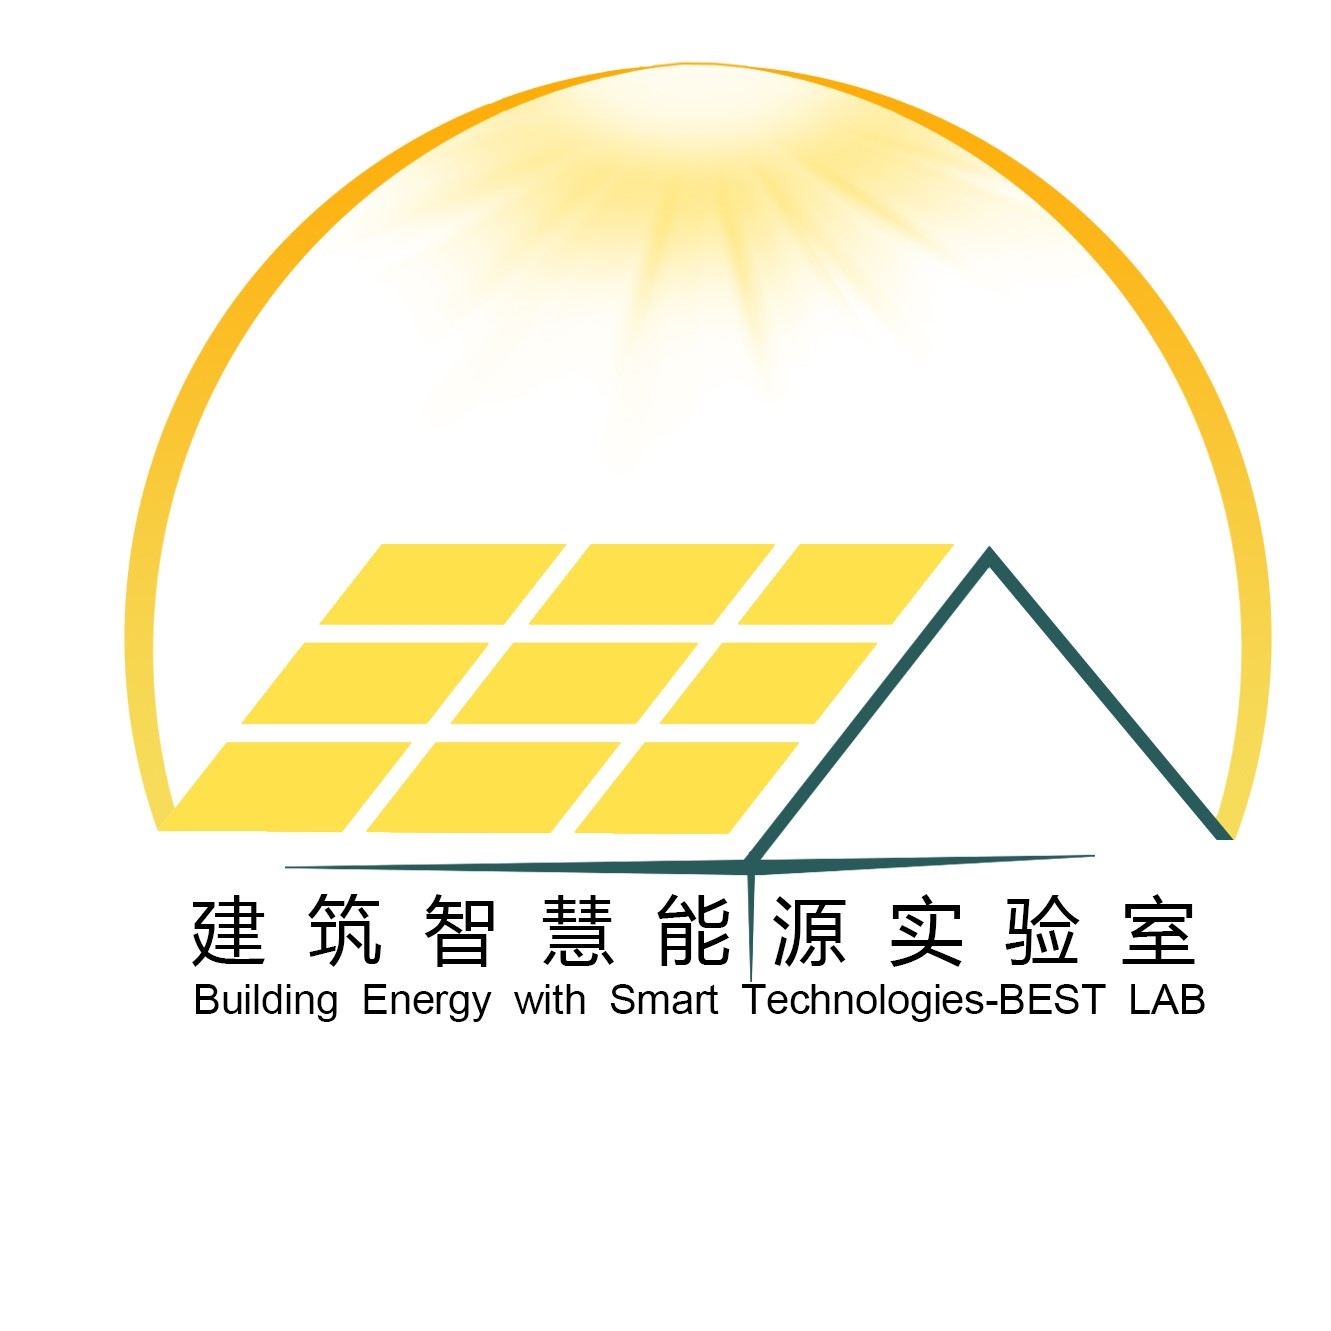 建筑智慧能源实验室
Building Energy with Smart Technologies-BEST LAB